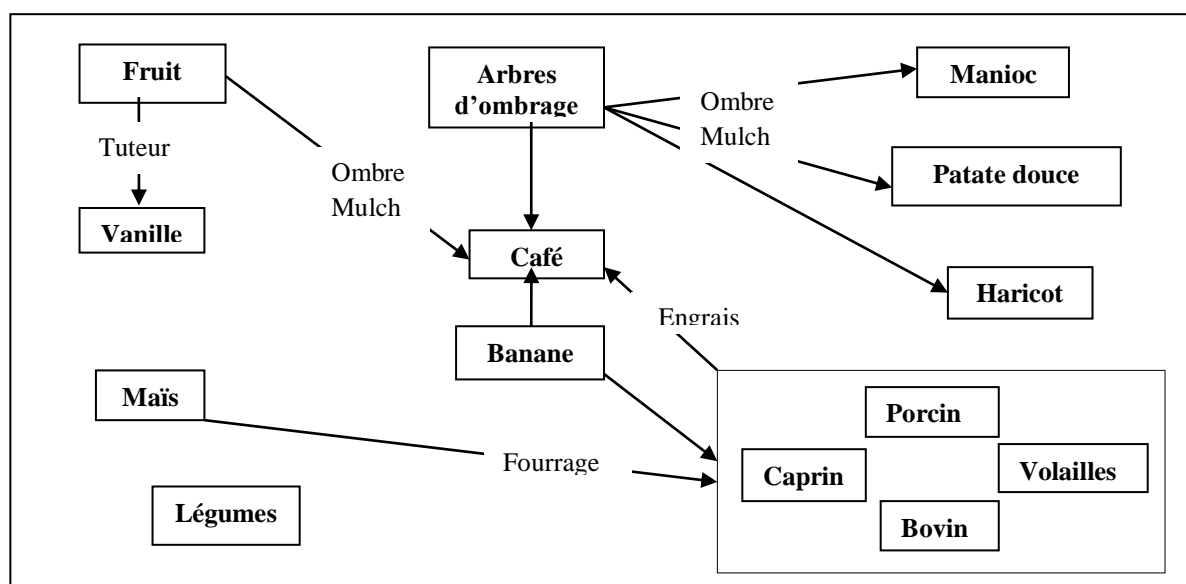 Fruit
Arbres
d'ombrage
Manioc
Ombre
Mulch
Tuteur
Ombre
Mulch
Patate douce
Vanille
Café
Haricot
Engrais
Banane
Maïs
Porcin
Fourrage
Caprin
Volailles
Légumes
Bovin